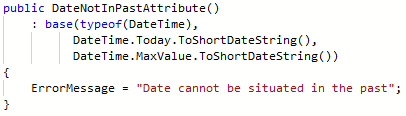 public DateNotInPastAttribute()
    : base(typeof(DateTime),
          DateTime.Today.ToShortDateString(),
          DateTime.MaxValue.ToShortDateString())
{
    ErrorMessage = "Date cannot be situated in the past";
}